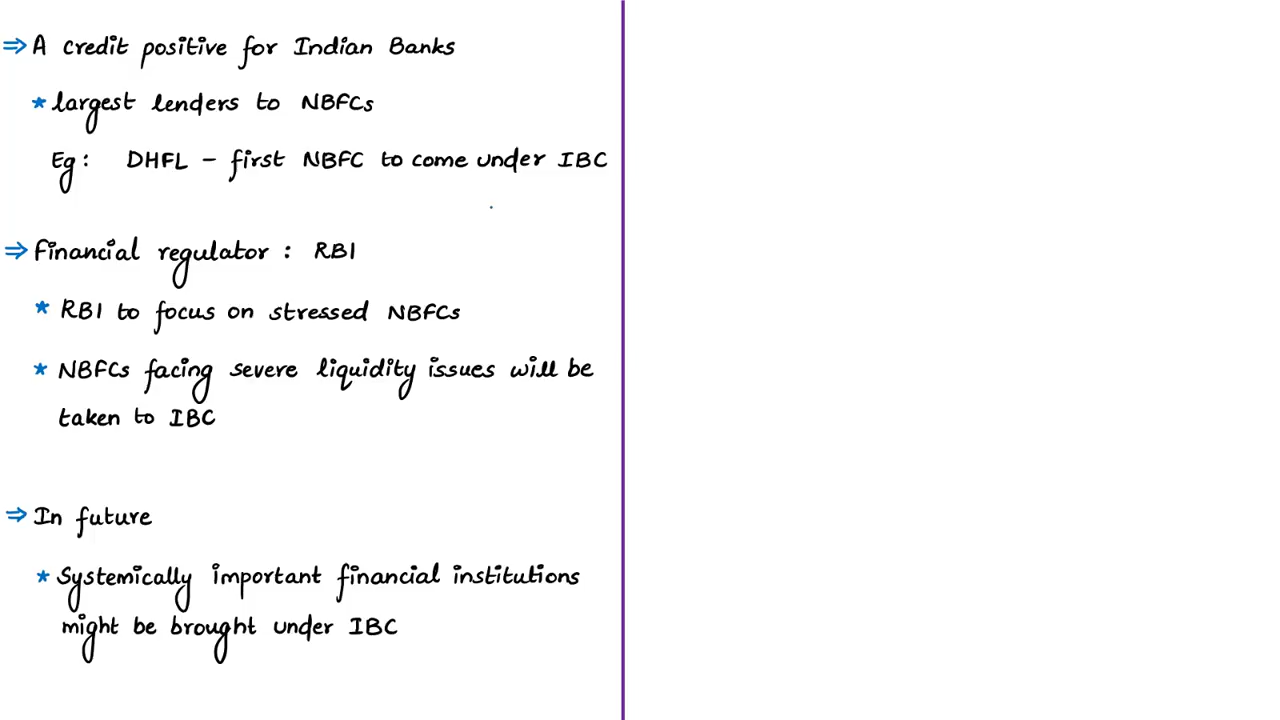 ⇒ A credit positive for Indian Banks
* largest lenders to NBFCs
Eg: DHFL - first NBFC to come under IBC
⇒ Financial regulator : RBI
* RBI to focus on stressed NBFCs
* NBFCs facing severe liquidity issues will be
taken to IBC
⇒ In future
* Systemically important financial institutions
might be brought under IBC